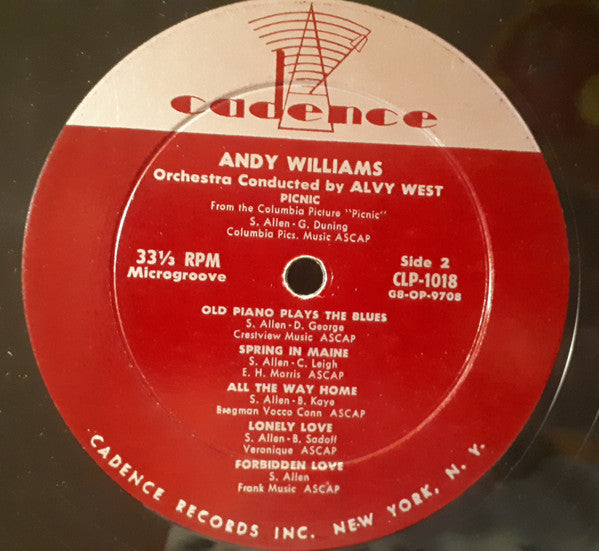 cadence
ANDY WILLIAMS
Orchestra Conducted by ALVY WEST
PICNIC
From the Columbia Picture "Picnic"
S. Allen-G. Duning
Columbia Pics. Music ASCAP
33⅓ RPM
Microgroove
Side 2
CLP-1018
G8-OP-9708
OLD PIANO PLAYS THE BLUES
S. Allen-D. George
Crestview Music ASCAP
SPRING IN MAINE
S. Allen-C. Leigh
E. H. Morris ASCAP
ALL THE WAY HOME
S. Allen-B. Kaye
Bregman Vocco Conn ASCAP
LONELY LOVE
S. Allen-B. Sadoff
Veronique ASCAP
FORBIDDEN LOVE
S. Allen
Frank Music ASCAP
CADENCE RECORDS INC. NEW YORK, N. Y.